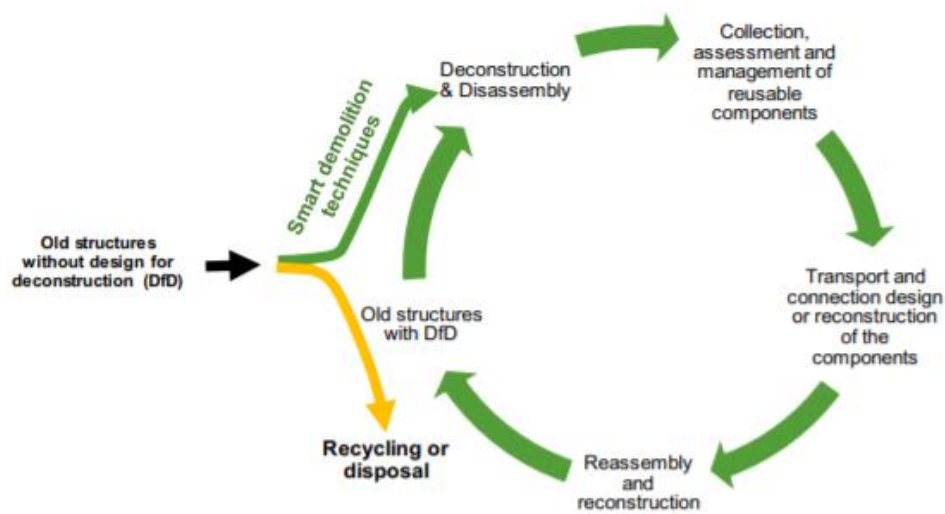 Collection,
assessment and
management of
reusable
components
Deconstruction
& Disassembly
Smart demolition
techniques
Old structures
without design for
deconstruction (DfD)
Transport and
connection design
or reconstruction
of the
components
Old structures
with DfD
Recycling or
disposal
Reassembly
and
reconstruction